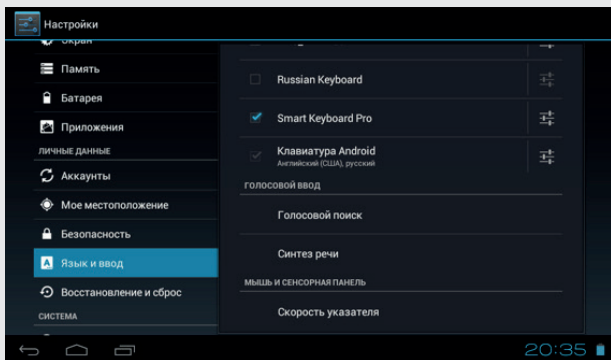 Настройки
Экран
Память
Батарея
Приложения
ЛИЧНЫЕ ДАННЫЕ
Аккаунты
Мое местоположение
Безопасность
Язык и ввод
Восстановление и сброс
СИСТЕМА
Russian Keyboard
Smart Keyboard Pro
Клавиатура Android
Английский (США), русский
ГОЛОСОВОЙ ВВОД
Голосовой поиск
Синтез речи
МЫШЬ И СЕНСОРНАЯ ПАНЕЛЬ
Скорость указателя
20:35